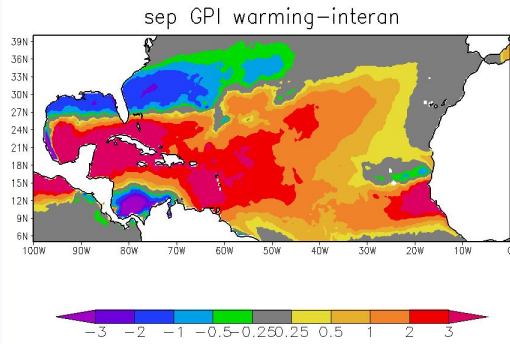 sep GPI warming-interan
39N
36N
33N
30N
27N
24N
21N
18N
15N
12N
9N
6N
100W 90W 80W 70W 60W 50W 40W 30W 20W 10W 0
-3 -2 -1 -0.5-0.250.25 0.5 1 2 3